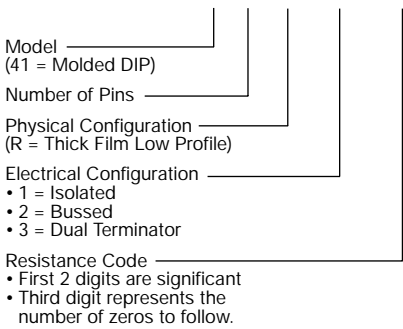 Model
(41 = Molded DIP)
Number of Pins
Physical Configuration
(R = Thick Film Low Profile)
Electrical Configuration
• 1 = Isolated
• 2 = Bussed
• 3 = Dual Terminator
Resistance Code
• First 2 digits are significant
• Third digit represents the
number of zeros to follow.